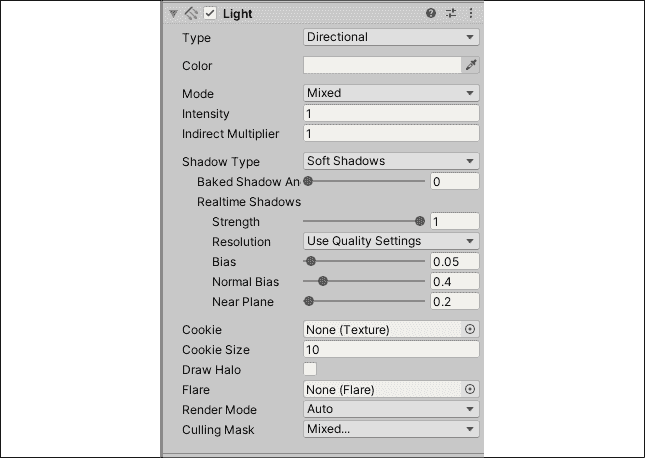 Light
Type Directional
Color
Mode Mixed
Intensity 1
Indirect Multiplier 1
Shadow Type Soft Shadows
Baked Shadow An 0
Realtime Shadows
Strength 1
Resolution Use Quality Settings
Bias 0.05
Normal Bias 0.4
Near Plane 0.2
Cookie None (Texture)
Cookie Size 10
Draw Halo
Flare None (Flare)
Render Mode Auto
Culling Mask Mixed...